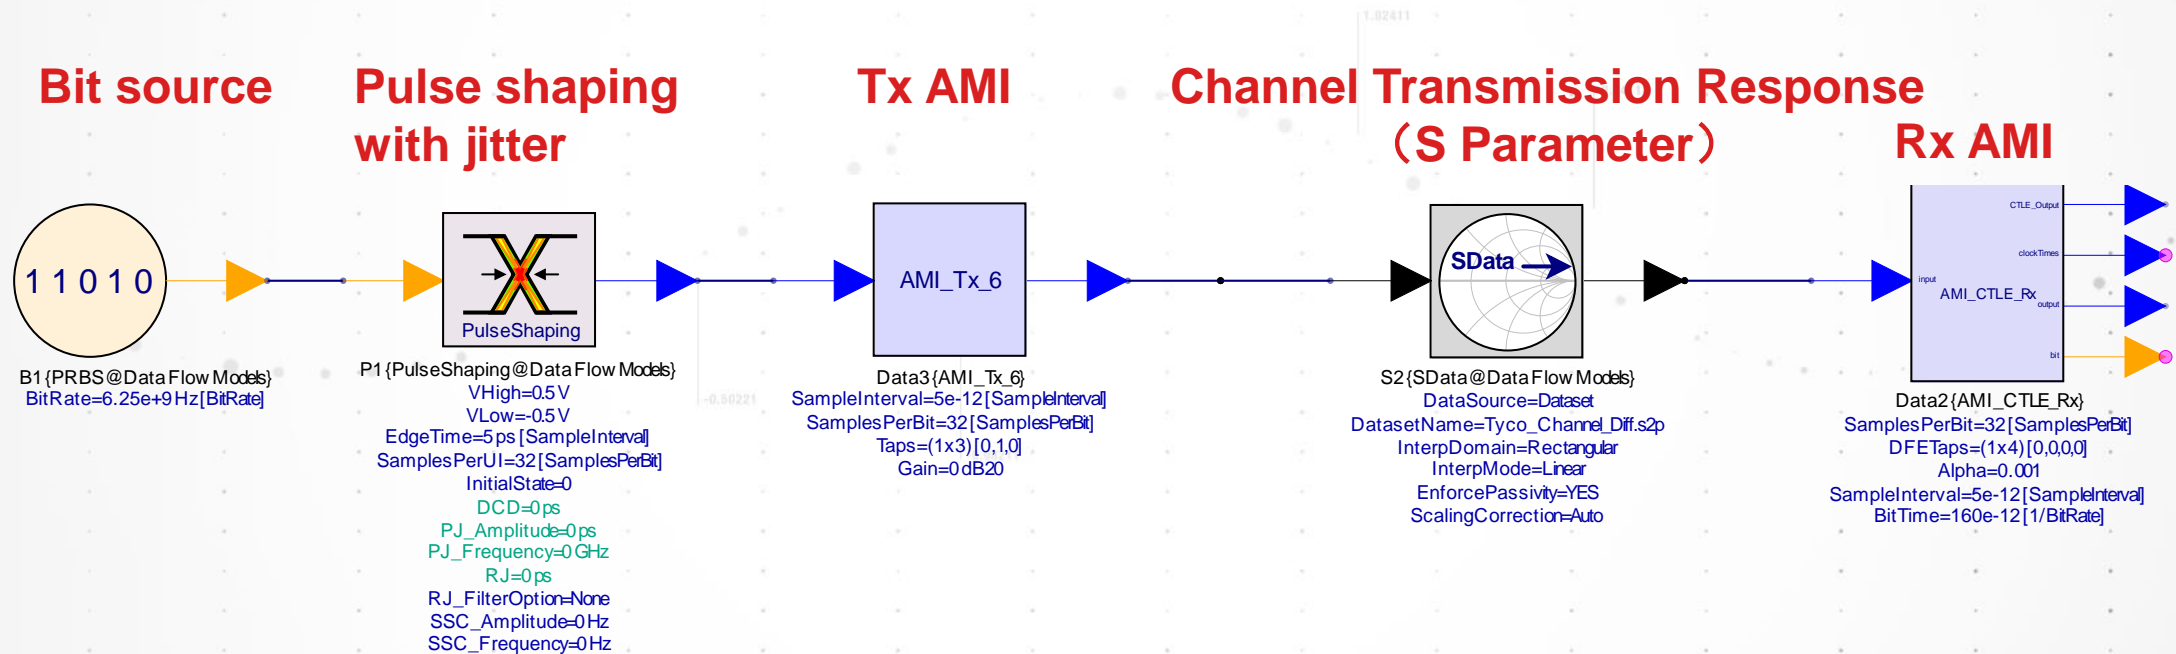 1.02411
Bit source
Pulse shaping
with jitter
Tx AMI
Channel Transmission Response
（S Parameter）
Rx AMI
1 1 0 1 0
B1 {PRBS@Data Flow Models}
BitRate=6.25e+9 Hz [BitRate]
PulseShaping
P1 {PulseShaping@Data Flow Models}
VHigh=0.5 V
VLow=-0.5 V
EdgeTime=5 ps [SampleInterval]
SamplesPerUI=32 [SamplesPerBit]
InitialState=0
DCD=0 ps
PJ_Amplitude=0 ps
PJ_Frequency=0 GHz
RJ=0 ps
RJ_FilterOption=None
SSC_Amplitude=0 Hz
SSC_Frequency=0 Hz
-0.50221
AMI_Tx_6
Data3 {AMI_Tx_6}
SampleInterval=5e-12 [SampleInterval]
SamplesPerBit=32 [SamplesPerBit]
Taps=(1x3) [0,1,0]
Gain=0 dB20
SData
S2 {SData@Data Flow Models}
DataSource=Dataset
DatasetName=Tyco_Channel_Diff.s2p
InterpDomain=Rectangular
InterpMode=Linear
EnforcePassivity=YES
ScalingCorrection=Auto
CTLE_Output
clockTimes
input
AMI_CTLE_Rx
output
bit
Data2 {AMI_CTLE_Rx}
SamplesPerBit=32 [SamplesPerBit]
DFETaps=(1x4) [0,0,0,0]
Alpha=0.001
SampleInterval=5e-12 [SampleInterval]
BitTime=160e-12 [1/BitRate]